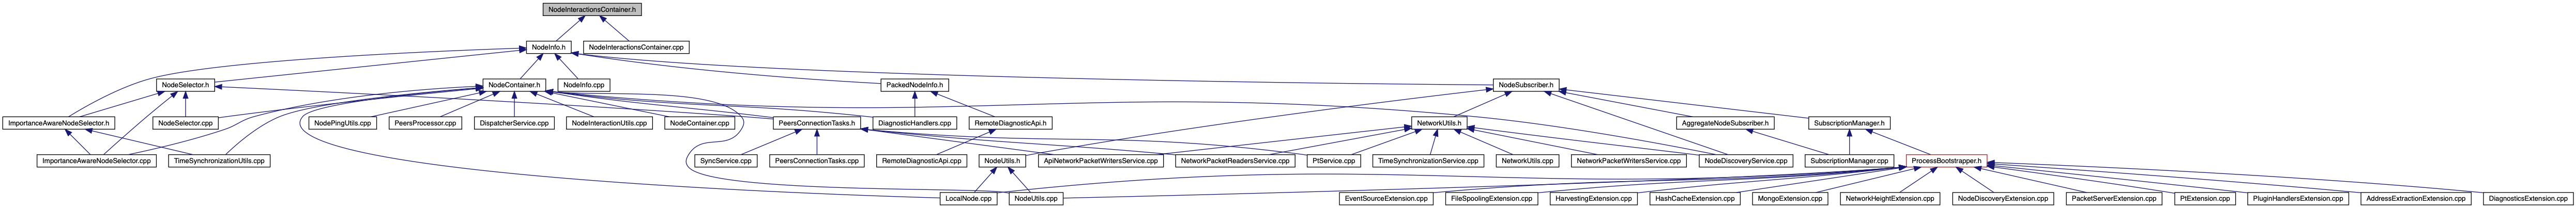 NodeInteractionsContainer.h
NodeInfo.h
NodeInteractionsContainer.cpp
NodeSelector.h
NodeContainer.h
NodeInfo.cpp
PackedNodeInfo.h
NodeSubscriber.h
ImportanceAwareNodeSelector.h
NodeSelector.cpp
NodePingUtils.cpp
PeersProcessor.cpp
DispatcherService.cpp
NodeInteractionUtils.cpp
NodeContainer.cpp
PeersConnectionTasks.h
DiagnosticHandlers.cpp
RemoteDiagnosticApi.h
NetworkUtils.h
AggregateNodeSubscriber.h
SubscriptionManager.h
ImportanceAwareNodeSelector.cpp
TimeSynchronizationUtils.cpp
SyncService.cpp
PeersConnectionTasks.cpp
RemoteDiagnosticApi.cpp
NodeUtils.h
ApiNetworkPacketWritersService.cpp
NetworkPacketReadersService.cpp
PtService.cpp
TimeSynchronizationService.cpp
NetworkUtils.cpp
NetworkPacketWritersService.cpp
NodeDiscoveryService.cpp
SubscriptionManager.cpp
ProcessBootstrapper.h
LocalNode.cpp
NodeUtils.cpp
EventSourceExtension.cpp
FileSpoolingExtension.cpp
HarvestingExtension.cpp
HashCacheExtension.cpp
MongoExtension.cpp
NetworkHeightExtension.cpp
NodeDiscoveryExtension.cpp
PacketServerExtension.cpp
PtExtension.cpp
PluginHandlersExtension.cpp
AddressExtractionExtension.cpp
DiagnosticsExtension.cpp